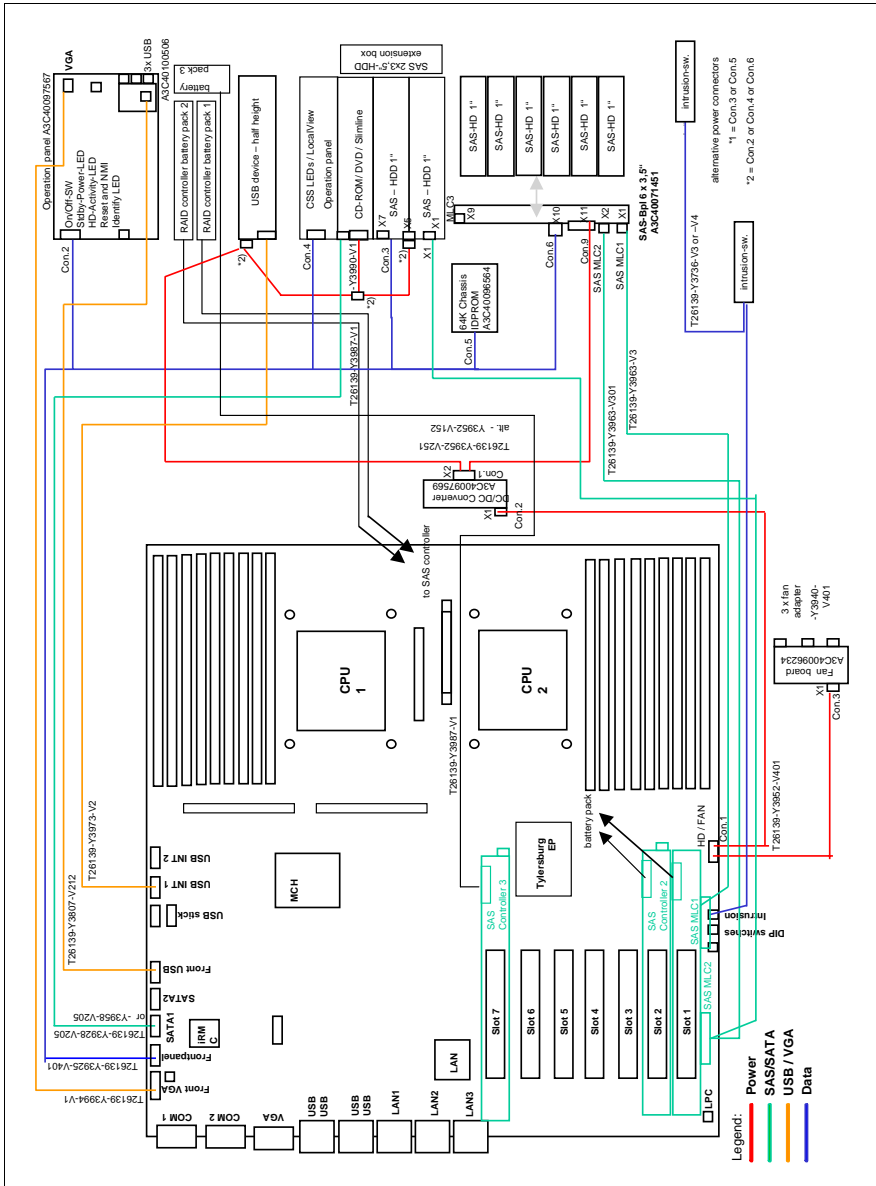 Operation panel A3C40097567
VGA
3x USB
A3C40100506
On/Off-SW
Stdby-Power-LED
HD-Activity-LED
Reset and NMI
Identify LED
Con.2
battery
pack 3
RAID controller battery pack 2
RAID controller battery pack 1
USB device – half height
*2)
SAS 2x3,5"-HDD
extension box
CSS LEDs / LocalView
Operation panel
Con.4
CD-ROM / DVD / Slimline
- Y3990-V1
*2)
X7
SAS – HDD 1"
Con.3
X5
*2)
SAS – HDD 1"
X1
X1
64K Chassis
IDPROM
A3C40096564
Con.5
SAS-HD 1"
SAS-HD 1"
SAS-HD 1"
SAS-HD 1"
SAS-HD 1"
SAS-HD 1"
MLC3
X9
X10
X11
X2
X1
Con.6
Con.9
SAS MLC2
SAS MLC1
SAS-Bpl 6 x 3,5"
A3C40071451
intrusion-sw.
intrusion-sw.
T26139-Y3736-V3 or –V4
alternative power connectors
*1 = Con.3 or Con.5
*2 = Con.2 or Con.4 or Con.6
T26139-Y3987-V1
alt. - Y3952-V152
T26139-Y3952-V251
T26139-Y3963-V301
T26139-Y3963-V3
X2
Con.1
DC/DC Converter
A3C40097569
X1
Con.2
to SAS controller
CPU
1
CPU
2
T26139-Y3987-V1
3 x fan
adapter
-Y3940-
V401
Fan board
A3C40096234
X1
Con.3
T26139-Y3952-V401
battery pack
HD / FAN
Con.1
Tylersburg
EP
MCH
iRM
C
LAN
T26139-Y3973-V2
T26139-Y3807-V212
- Y3958-V205 or
T26139-Y3928-V205
T26139-Y3925-V401
T26139-Y3994-V1
USB INT 2
USB INT 1
USB stick
Front USB
SATA2
SATA1
Frontpanel
Front VGA
SAS
Controller 3
SAS
Controller 2
SAS MLC1
SAS MLC2
Intrusion
DIP switches
Slot 7
Slot 6
Slot 5
Slot 4
Slot 3
Slot 2
Slot 1
COM 1
COM 2
VGA
USB
USB
USB
USB
LAN1
LAN2
LAN3
LPC
Legend:
Power
SAS/SATA
USB / VGA
Data